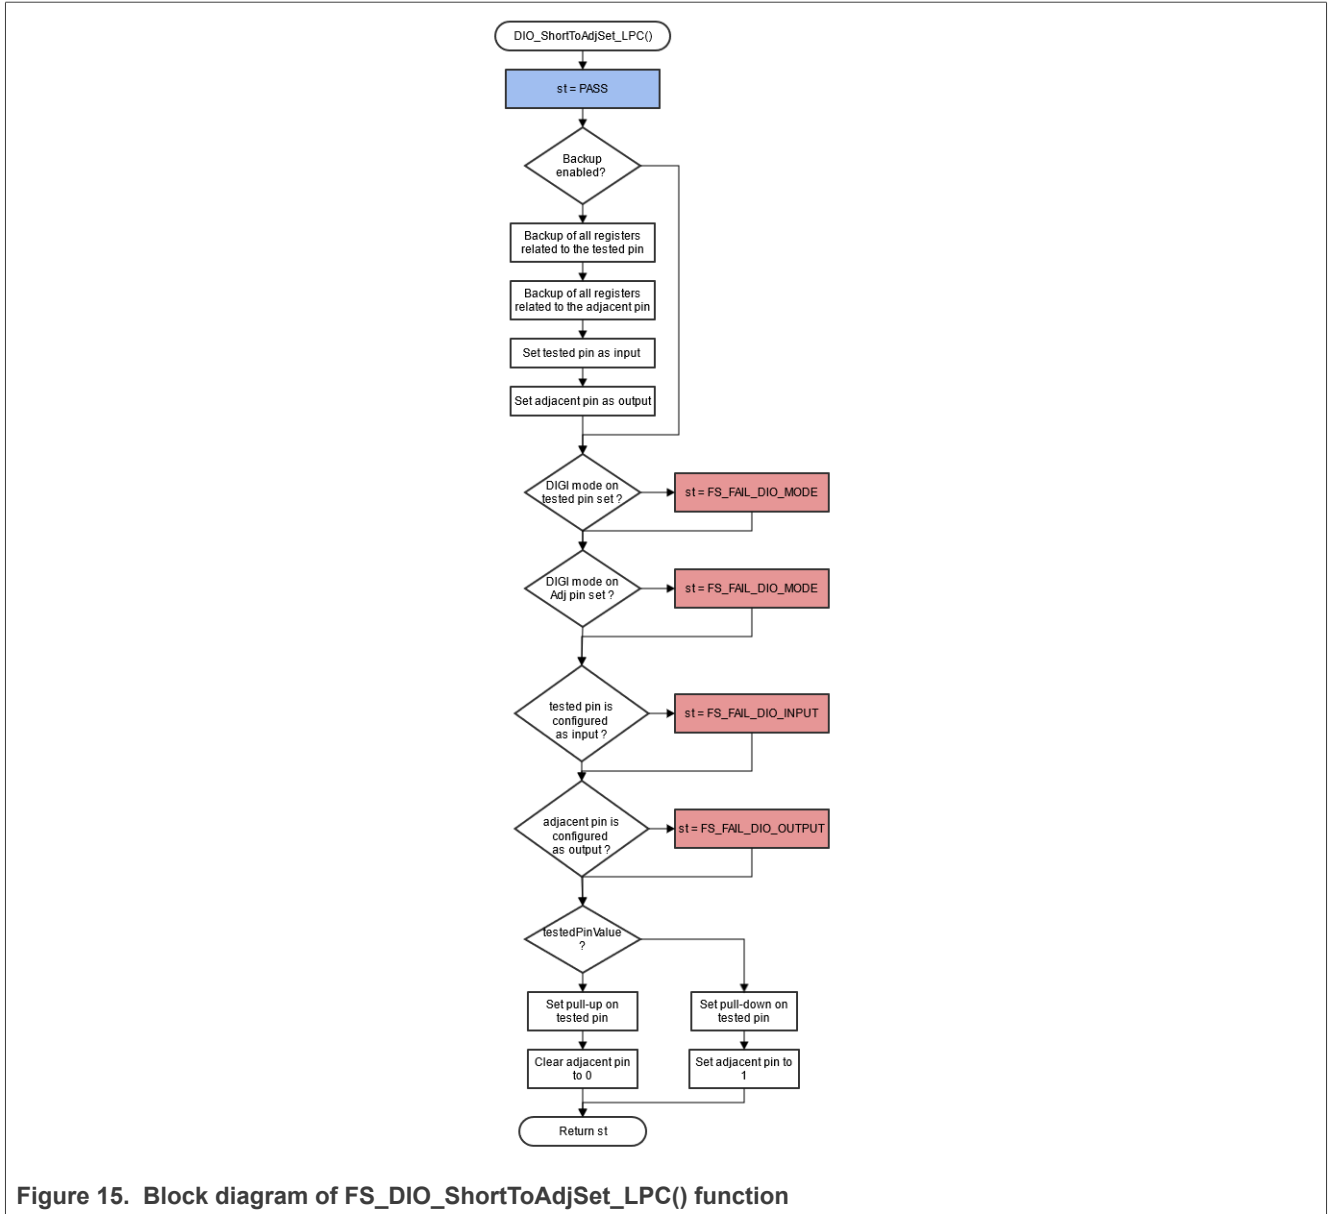 DIO_ShortToAdjSet_LPC()
st = PASS
Backup
enabled?
Backup of all registers
related to the tested pin
Backup of all registers
related to the adjacent pin
Set tested pin as input
Set adjacent pin as output
DIGI mode on
tested pin set ?
st = FS_FAIL_DIO_MODE
DIGI mode on
Adj pin set ?
st = FS_FAIL_DIO_MODE
tested pin is
configured
as input ?
st = FS_FAIL_DIO_INPUT
adjacent pin is
configured
as output ?
st = FS_FAIL_DIO_OUTPUT
testedPinValue
?
Set pull-up on
tested pin
Set pull-down on
tested pin
Clear adjacent pin
to 0
Set adjacent pin to
1
Return st
Figure 15. Block diagram of FS_DIO_ShortToAdjSet_LPC() function